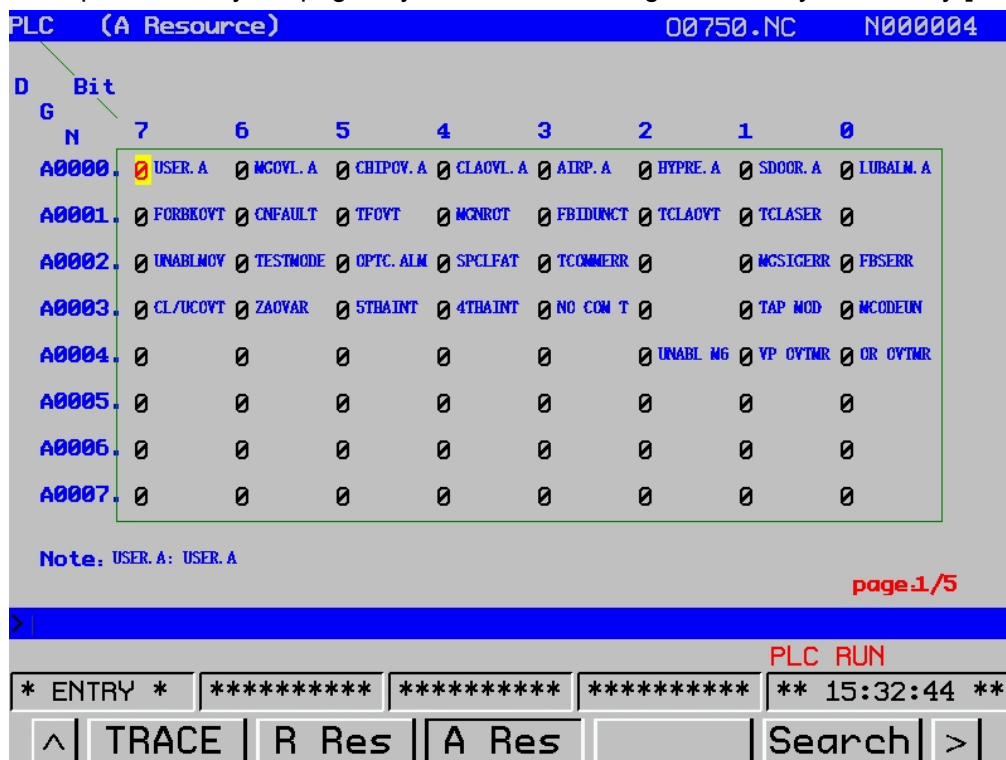 PLC (A Resource) O0750.NC N000004
D Bit
G
N 7 6 5 4 3 2 1 0
A0000. 0 USER.A 0 MGOVL.A 0 CHIPOV.A 0 CLAOVL.A 0 AIRP.A 0 HYPRE.A 0 SDOOR.A 0 LUBALM.A
A0001. 0 FORBKOVT 0 CNFAULT 0 TFOVT 0 MGNROT 0 FBIDUNCT 0 TCLAOVT 0 TCLASER 0
A0002. 0 UNABLMOV 0 TESTMODE 0 OPTC.ALM 0 SPCLFAT 0 TCOMMERR 0 0 MGSIGERR 0 FBSERR
A0003. 0 CL/UCOVT 0 ZAOVAR 0 5THAINT 0 4THAINT 0 NO COM T 0 0 TAP MOD 0 MCODEUN
A0004. 0 0 0 0 0 0 UNABL M6 0 VP OVTMR 0 OR OVTMR
A0005. 0 0 0 0 0 0 0 0
A0006. 0 0 0 0 0 0 0 0
A0007. 0 0 0 0 0 0 0 0
Note: USER.A: USER.A
page:1/5
>
PLC RUN
* ENTRY * ********** ********** ********** ** 15:32:44 **
^ TRACE R Res A Res Search >